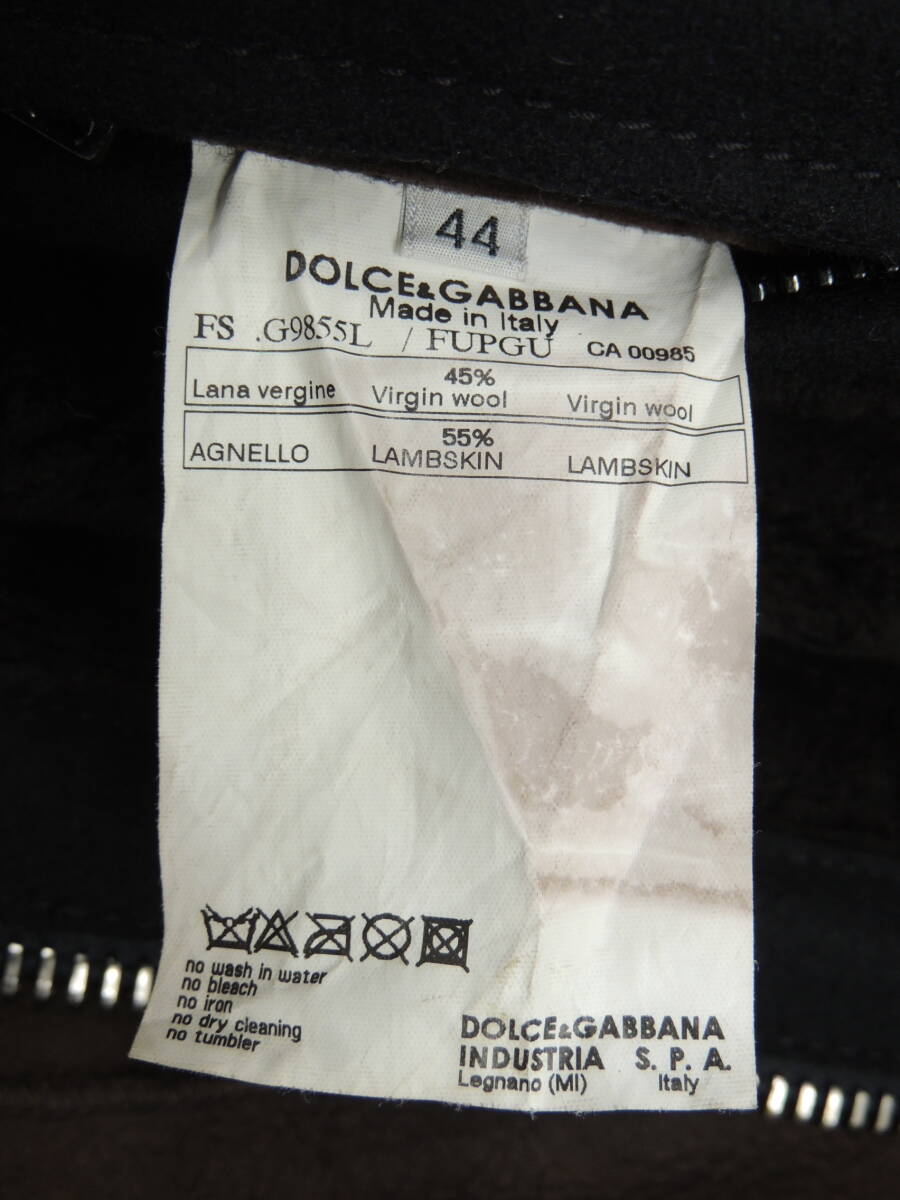 44
DOLCE&GABBANA
Made in Italy
FS .G9855L / FUPGU CA 00985
45%
Lana vergine Virgin wool Virgin wool
55%
AGNELLO LAMBSKIN LAMBSKIN
no wash in water
no bleach
no iron
no dry cleaning
no tumbler
DOLCE&GABBANA
INDUSTRIA S. P. A.
Legnano (MI) Italy